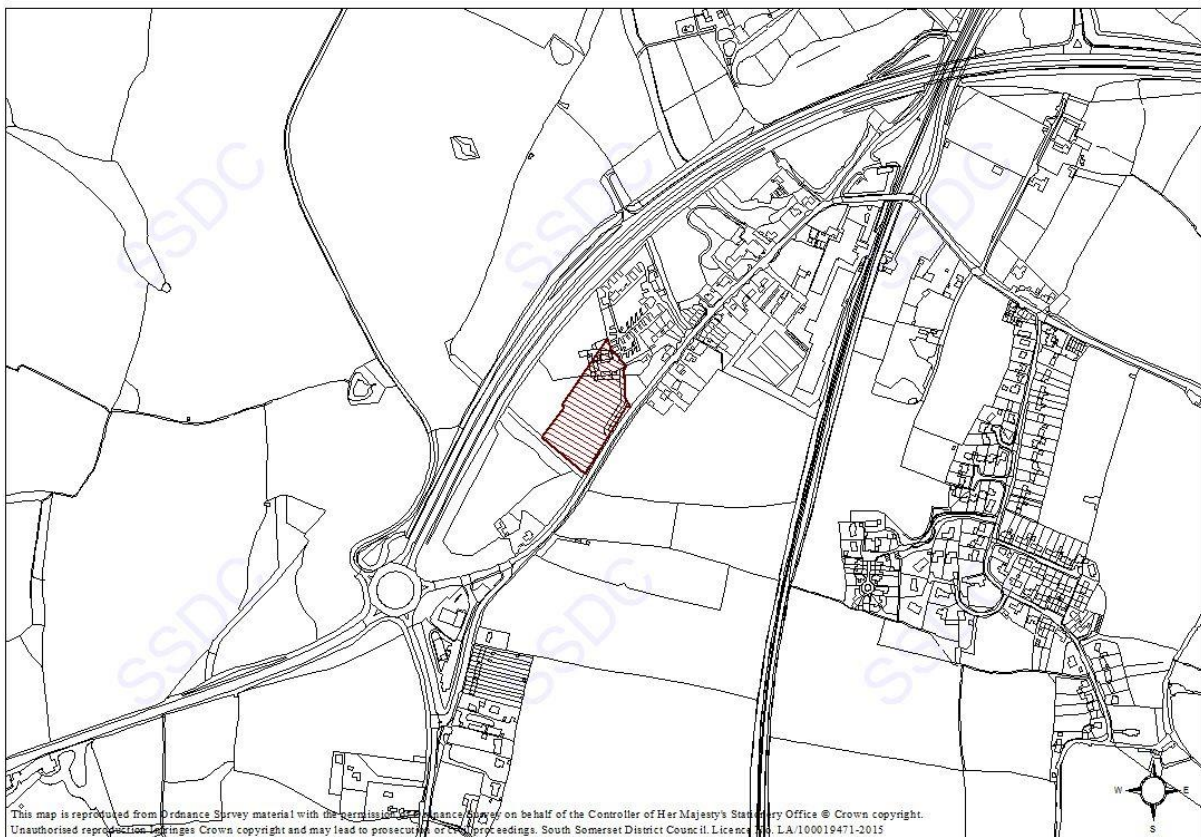 SSDC
SSDC
SSDC
SSDC
SSDC
SSDC
W E
This map is reproduced from Ordnance Survey material with the permission of Ordnance Survey on behalf of the Controller of Her Majesty's Stationery Office © Crown copyright.
Unauthorised reproduction infringes Crown copyright and may lead to prosecution or civil proceedings. South Somerset District Council. Licence No. LA/100019471-2015